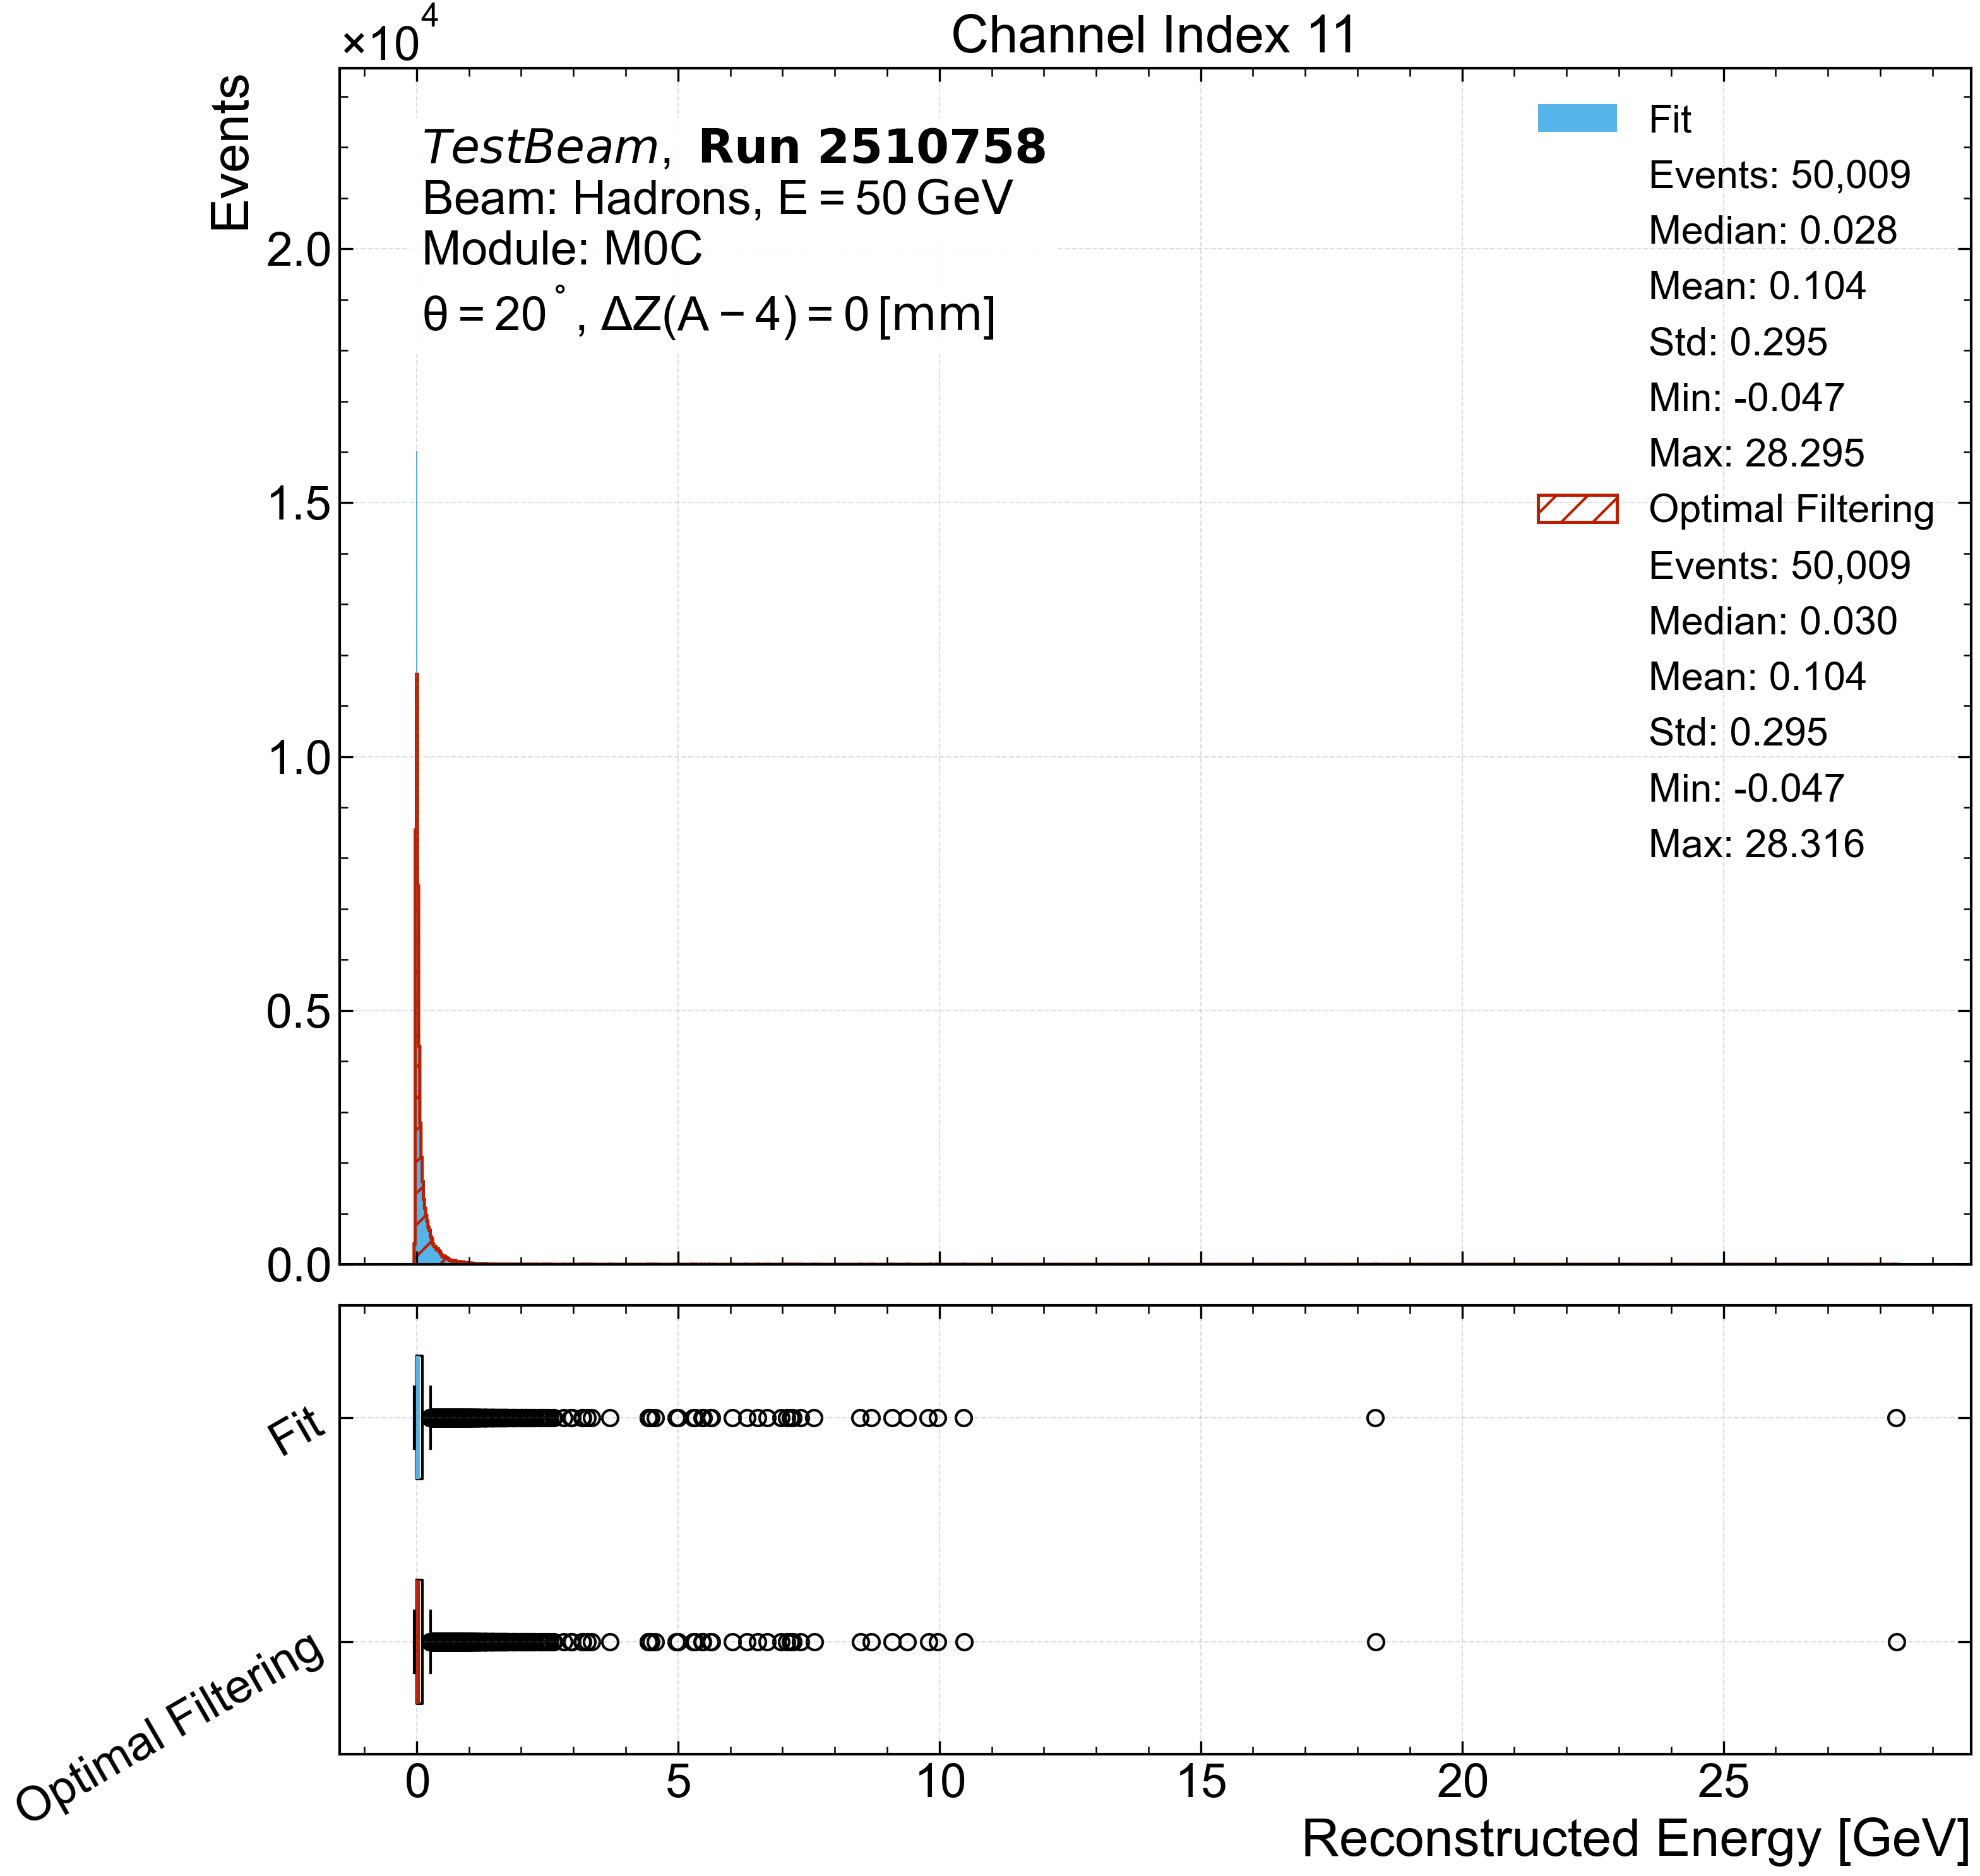 Channel Index 11
×10⁴
Events
TestBeam, Run 2510758
Beam: Hadrons, E = 50 GeV
Module: M0C
θ = 20°, ΔZ(A − 4) = 0 [mm]
Fit
Events: 50,009
Median: 0.028
Mean: 0.104
Std: 0.295
Min: -0.047
Max: 28.295
Optimal Filtering
Events: 50,009
Median: 0.030
Mean: 0.104
Std: 0.295
Min: -0.047
Max: 28.316
2.0
1.5
1.0
0.5
0.0
Fit
Optimal Filtering
0 5 10 15 20 25
Reconstructed Energy [GeV]